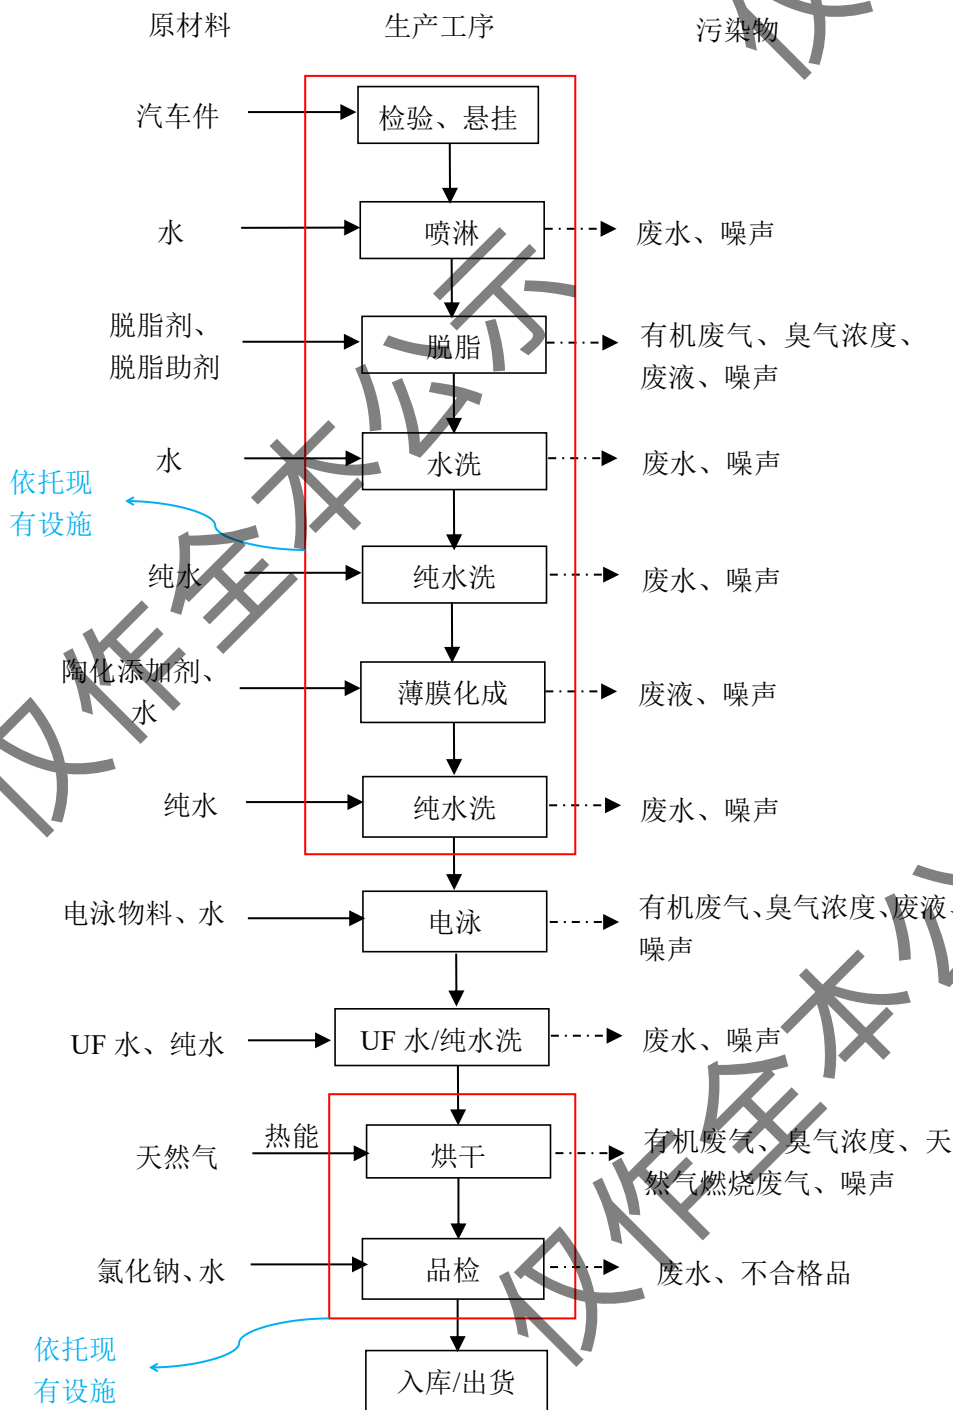 原材料 生产工序 污染物
汽车件 检验、悬挂
水 喷淋 废水、噪声
脱脂剂、
脱脂助剂
脱脂
有机废气、臭气浓度、
废液、噪声
水 水洗 废水、噪声
依托现
有设施
纯水 纯水洗 废水、噪声
陶化添加剂、
水
薄膜化成 废液、噪声
纯水 纯水洗 废水、噪声
电泳物料、水 电泳
有机废气、臭气浓度、废液、
噪声
UF 水、纯水 UF 水/纯水洗 废水、噪声
天然气 热能 烘干
有机废气、臭气浓度、天
然气燃烧废气、噪声
氯化钠、水 品检 废水、不合格品
依托现
有设施
入库/出货
仅作全本公示
仅作全本公
仅